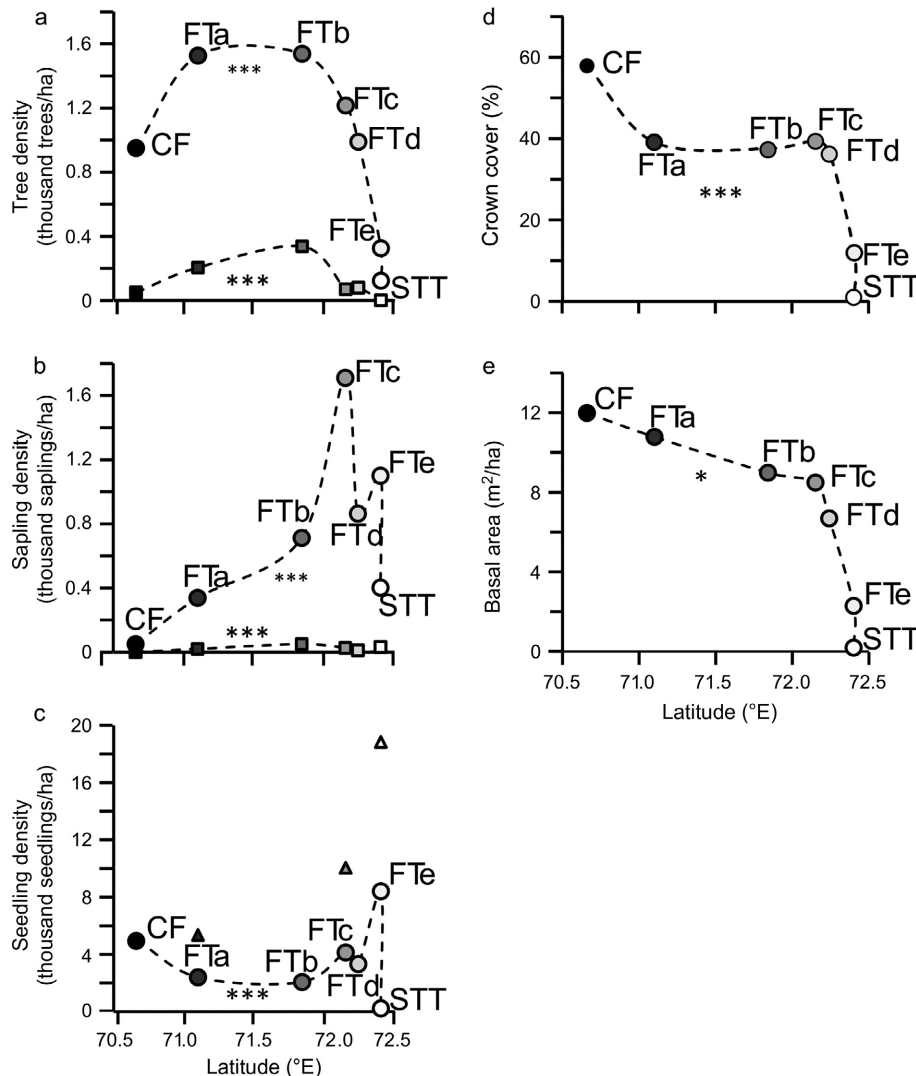 a
Tree density
(thousand trees/ha)
1.6
1.2
0.8
0.4
0
CF
FTa
FTb
FTc
FTd
FTe
STT
***
***
b
Sapling density
(thousand saplings/ha)
1.6
1.2
0.8
0.4
0
CF
FTa
FTb
FTc
FTd
FTe
STT
***
***
c
Seedling density
(thousand seedlings/ha)
20
16
12
8
4
0
CF
FTa
FTb
FTc
FTd
FTe
STT
***
70.5 71.0 71.5 72.0 72.5
Latitude (°E)
d
Crown cover (%)
60
40
20
0
CF
FTa
FTb
FTc
FTd
FTe
STT
***
e
Basal area (m²/ha)
12
8
4
0
CF
FTa
FTb
FTc
FTd
FTe
STT
*
70.5 71.0 71.5 72.0 72.5
Latitude (°E)